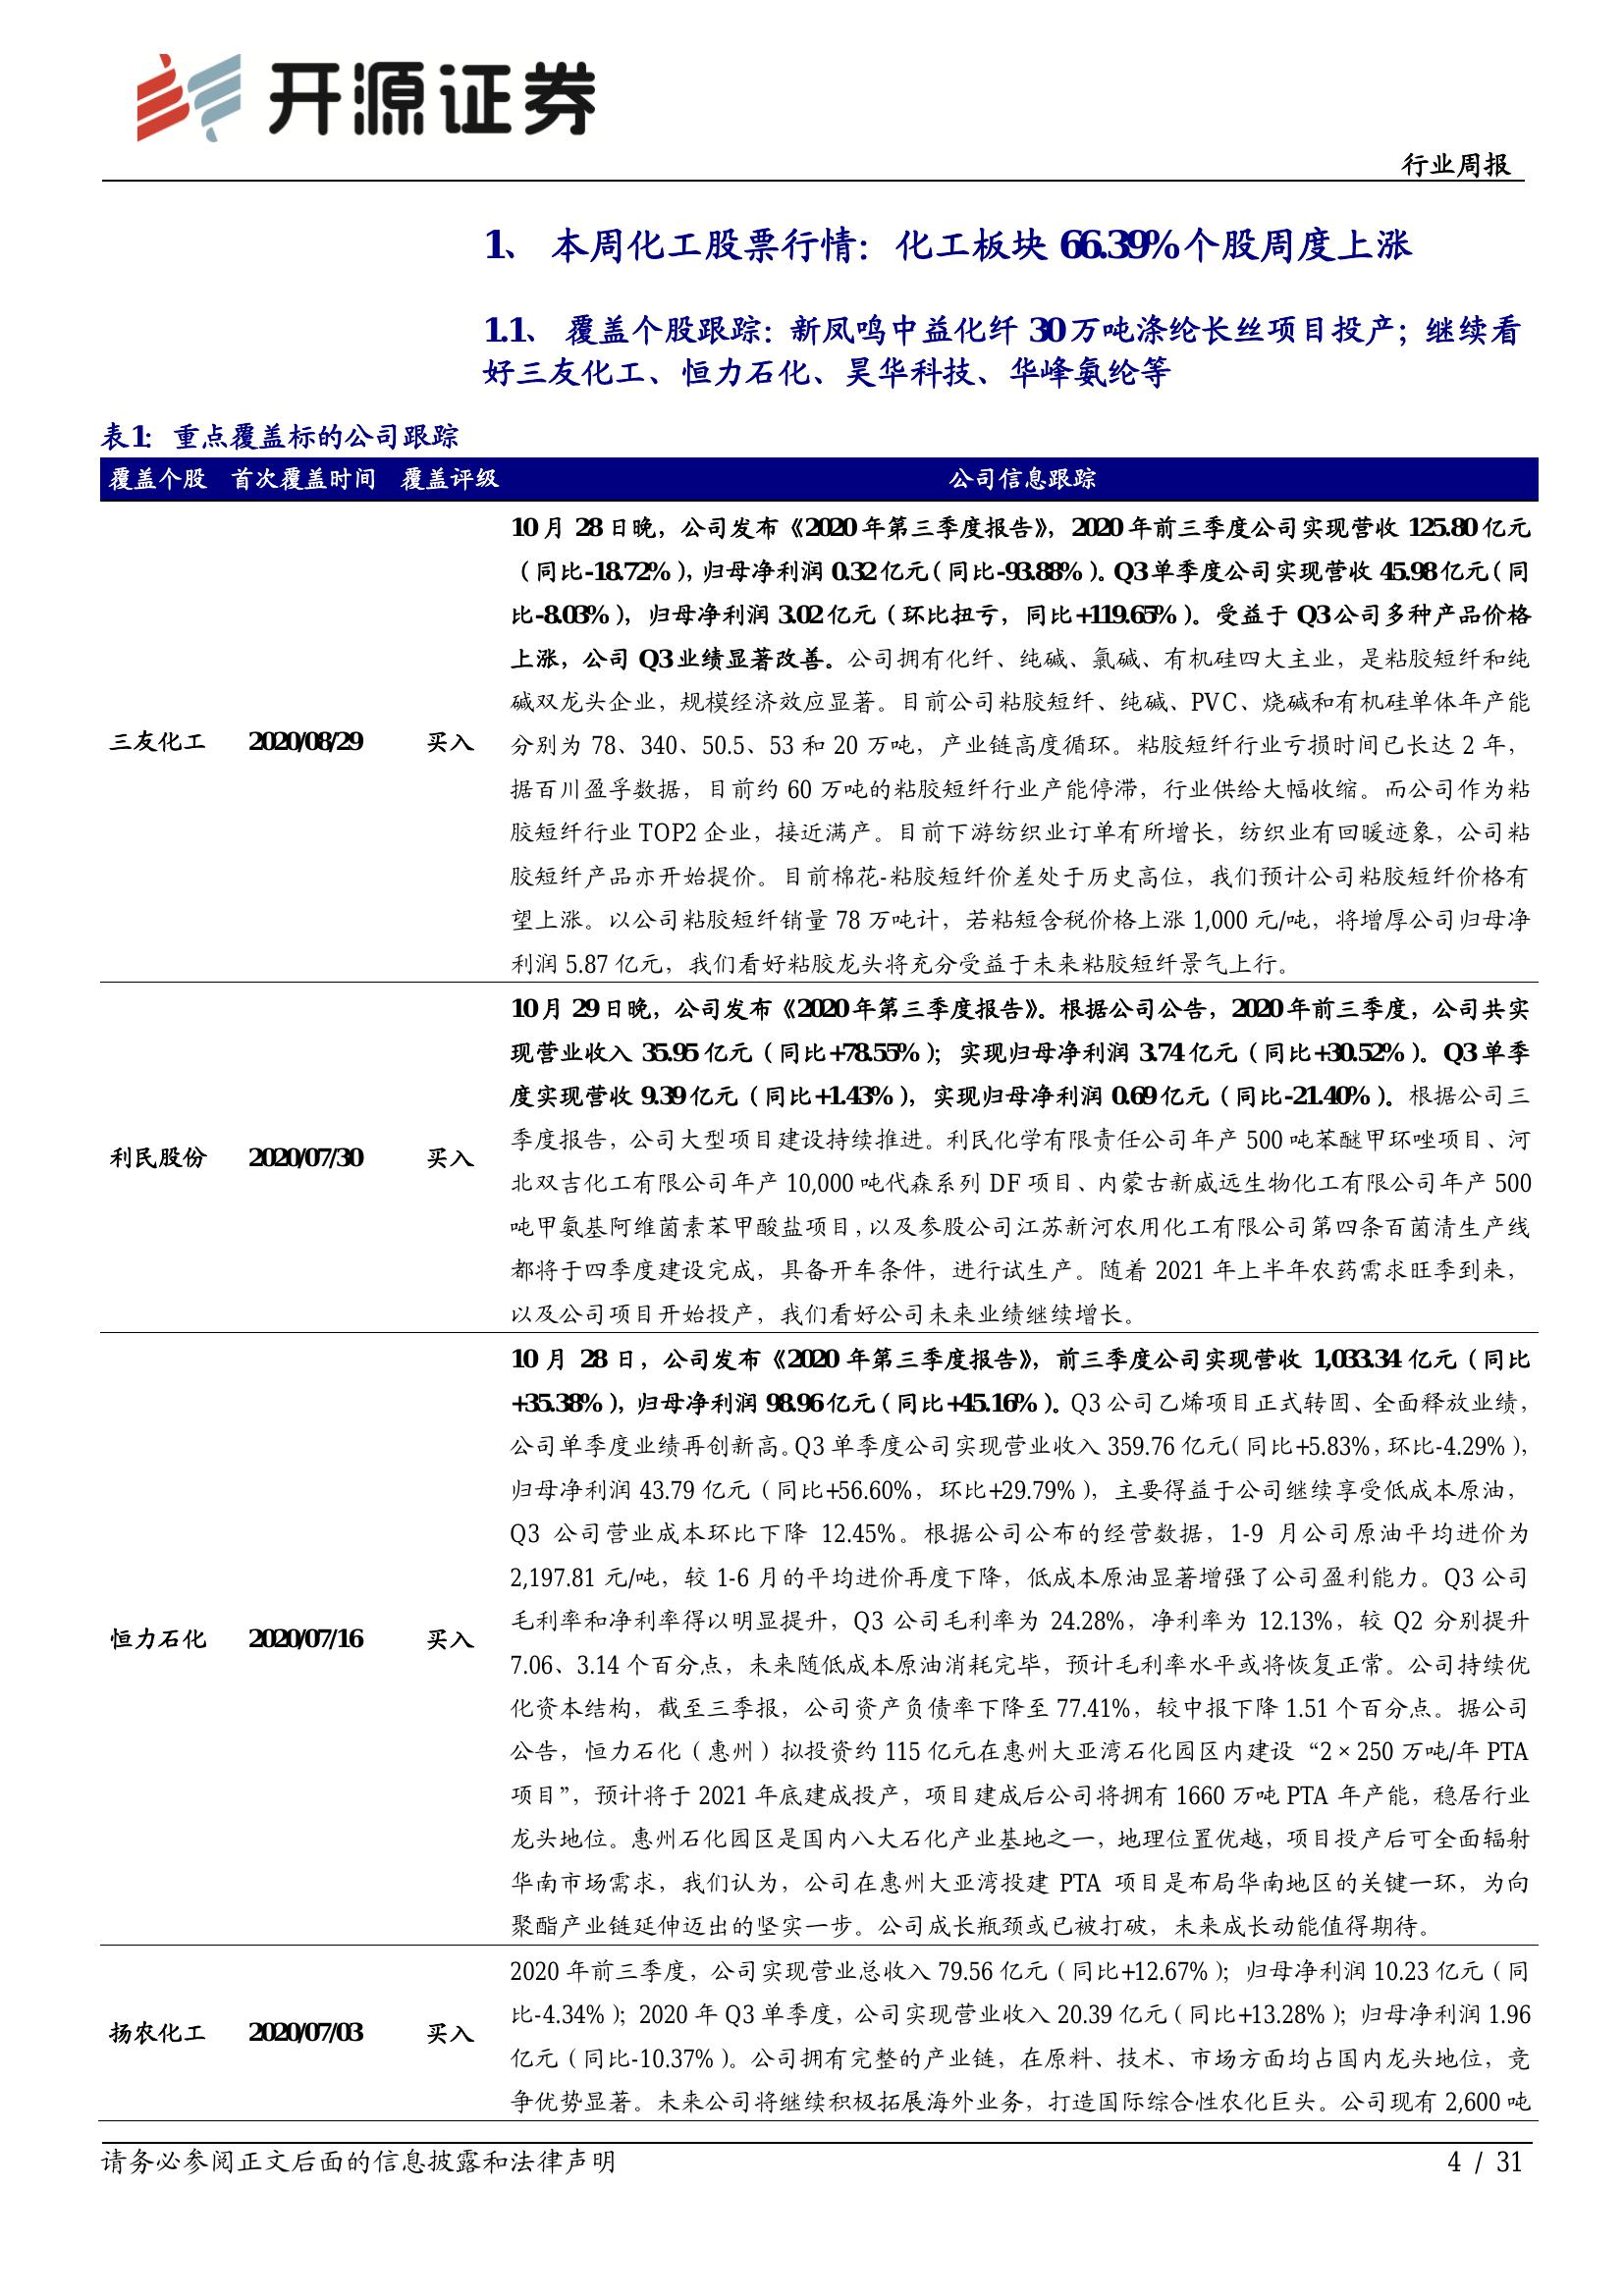 开源证券
行业周报
1、 本周化工股票行情：化工板块 66.39%个股周度上涨
1.1、 覆盖个股跟踪：新凤鸣中益化纤 30 万吨涤纶长丝项目投产；继续看
好三友化工、恒力石化、昊华科技、华峰氨纶等
表1： 重点覆盖标的公司跟踪
覆盖个股 首次覆盖时间 覆盖评级 公司信息跟踪
10 月 28 日晚，公司发布《2020 年第三季度报告》，2020 年前三季度公司实现营收 125.80 亿元
（同比-18.72%），归母净利润 0.32 亿元（同比-93.88%）。Q3 单季度公司实现营收 45.98 亿元（同
比-8.03%），归母净利润 3.02 亿元（环比扭亏，同比+119.65%）。受益于 Q3 公司多种产品价格
上涨，公司 Q3 业绩显著改善。公司拥有化纤、纯碱、氯碱、有机硅四大主业，是粘胶短纤和纯
碱双龙头企业，规模经济效应显著。目前公司粘胶短纤、纯碱、PVC、烧碱和有机硅单体年产能
三友化工 2020/08/29 买入
分别为 78、340、50.5、53 和 20 万吨，产业链高度循环。粘胶短纤行业亏损时间已长达 2 年，
据百川盈孚数据，目前约 60 万吨的粘胶短纤行业产能停滞，行业供给大幅收缩。而公司作为粘
胶短纤行业 TOP2 企业，接近满产。目前下游纺织业订单有所增长，纺织业有回暖迹象，公司粘
胶短纤产品亦开始提价。目前棉花-粘胶短纤价差处于历史高位，我们预计公司粘胶短纤价格有
望上涨。以公司粘胶短纤销量 78 万吨计，若粘短含税价格上涨 1,000 元/吨，将增厚公司归母净
利润 5.87 亿元，我们看好粘胶龙头将充分受益于未来粘胶短纤景气上行。
10 月 29 日晚，公司发布《2020 年第三季度报告》。根据公司公告，2020 年前三季度，公司共实
现营业收入 35.95 亿元（同比+78.55%）；实现归母净利润 3.74 亿元（同比+30.52%）。Q3 单季
度实现营收 9.39 亿元（同比+1.43%），实现归母净利润 0.69 亿元（同比-21.40%）。根据公司三
季度报告，公司大型项目建设持续推进。利民化学有限责任公司年产 500 吨苯醚甲环唑项目、河
利民股份 2020/07/30 买入
北双吉化工有限公司年产 10,000 吨代森系列 DF 项目、内蒙古新威远生物化工有限公司年产 500
吨甲氨基阿维菌素苯甲酸盐项目，以及参股公司江苏新河农用化工有限公司第四条百菌清生产线
都将于四季度建设完成，具备开车条件，进行试生产。随着 2021 年上半年农药需求旺季到来，
以及公司项目开始投产，我们看好公司未来业绩继续增长。
10 月 28 日，公司发布《2020 年第三季度报告》，前三季度公司实现营收 1,033.34 亿元（同比
+35.38%），归母净利润 98.96 亿元（同比+45.16%）。Q3 公司乙烯项目正式转固、全面释放业绩，
公司单季度业绩再创新高。Q3 单季度公司实现营业收入 359.76 亿元（同比+5.83%，环比-4.29%），
归母净利润 43.79 亿元（同比+56.60%，环比+29.79%），主要得益于公司继续享受低成本原油，
Q3 公司营业成本环比下降 12.45%。根据公司公布的经营数据，1-9 月公司原油平均进价为
2,197.81 元/吨，较 1-6 月的平均进价再度下降，低成本原油显著增强了公司盈利能力。Q3 公司
毛利率和净利率得以明显提升，Q3 公司毛利率为 24.28%，净利率为 12.13%，较 Q2 分别提升
恒力石化 2020/07/16 买入
7.06、3.14 个百分点，未来随低成本原油消耗完毕，预计毛利率水平或将恢复正常。公司持续优
化资本结构，截至三季报，公司资产负债率下降至 77.41%，较中报下降 1.51 个百分点。据公司
公告，恒力石化（惠州）拟投资约 115 亿元在惠州大亚湾石化园区内建设“2×250 万吨/年 PTA
项目”，预计将于 2021 年底建成投产，项目建成后公司将拥有 1660 万吨 PTA 年产能，稳居行业
龙头地位。惠州石化园区是国内八大石化产业基地之一，地理位置优越，项目投产后可全面辐射
华南市场需求，我们认为，公司在惠州大亚湾投建 PTA 项目是布局华南地区的关键一环，为向
聚酯产业链延伸迈出的坚实一步。公司成长瓶颈或已被打破，未来成长动能值得期待。
2020 年前三季度，公司实现营业总收入 79.56 亿元（同比+12.67%）；归母净利润 10.23 亿元（同
比-4.34%）；2020 年 Q3 单季度，公司实现营业收入 20.39 亿元（同比+13.28%）；归母净利润 1.96
扬农化工 2020/07/03 买入
亿元（同比-10.37%）。公司拥有完整的产业链，在原料、技术、市场方面均占国内龙头地位，竞
争优势显著。未来公司将继续积极拓展海外业务，打造国际综合性农化巨头。公司现有 2,600 吨
请务必参阅正文后面的信息披露和法律声明 4 / 31